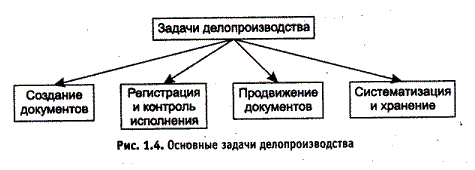 Задачи делопроизводства
Создание
документов
Регистрация
и контроль
исполнения
Продвижение
документов
Систематизация
и хранение
Рис. 1.4. Основные задачи делопроизводства